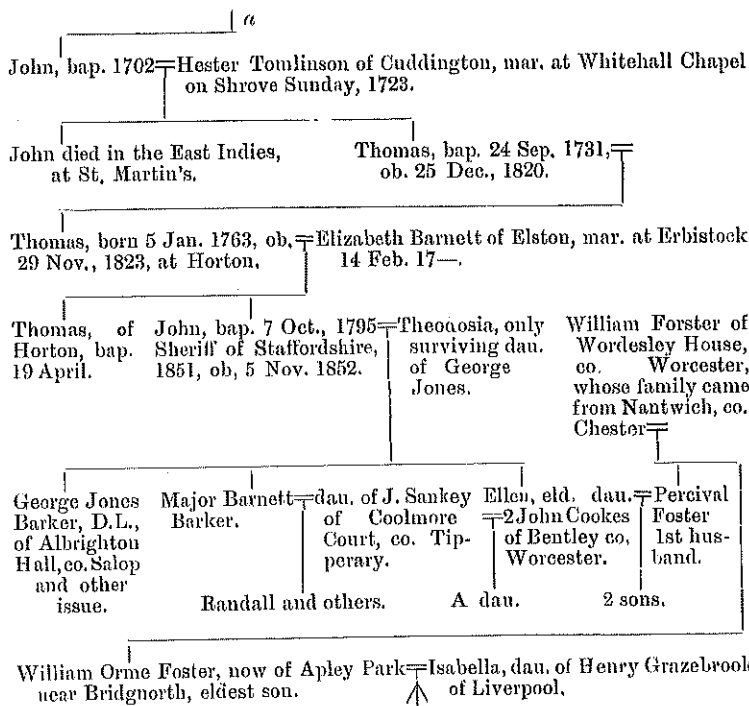 a
John, bap. 1702=Hester Tomlinson of Cuddington, mar. at Whitehall Chapel
on Shrove Sunday, 1723.
John died in the East Indies,
at St. Martin's.
Thomas, bap. 24 Sep. 1731,=
ob. 25 Dec., 1820.
Thomas, born 5 Jan. 1763, ob.=Elizabeth Barnett of Elston, mar. at Erbistock
29 Nov., 1823, at Horton. 14 Feb. 17—.
Thomas, of
Horton, bap.
19 April.
John, bap. 7 Oct., 1795=
Sheriff of Staffordshire,
1851, ob, 5 Nov. 1852.
Theodosia, only
surviving dau.
of George
Jones.
William Forster of
Wordesley House,
co. Worcester,
whose family came
from Nantwich, co.
Chester=
George Jones
Barker, D.L.,
of Albrighton
Hall, co. Salop
and other
issue.
Major Barnett=
Barker.
dau. of J. Sankey
of Coolmore
Court, co. Tip-
perary.
Ellen, eld. dau.=
=2 John Cookes
of Bentley co,
Worcester.
Percival
Foster
1st hus-
band.
Randall and others.
A dau.
2 sons.
William Orme Foster, now of Apley Park=Isabella, dau. of Henry Grazebrook
near Bridgnorth, eldest son. of Liverpool.